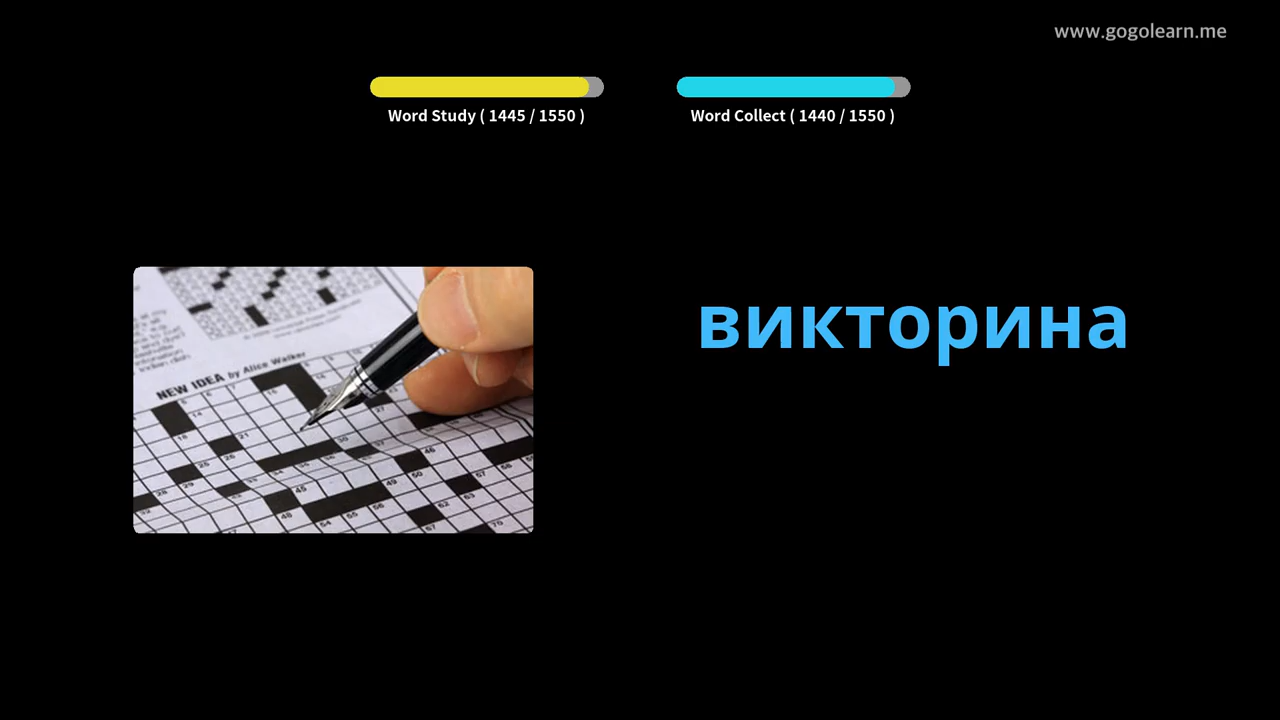 www.gogolearn.me
Word Study ( 1445 / 1550 )
Word Collect ( 1440 / 1550 )
викторина
NEW IDEA by Alice Walker